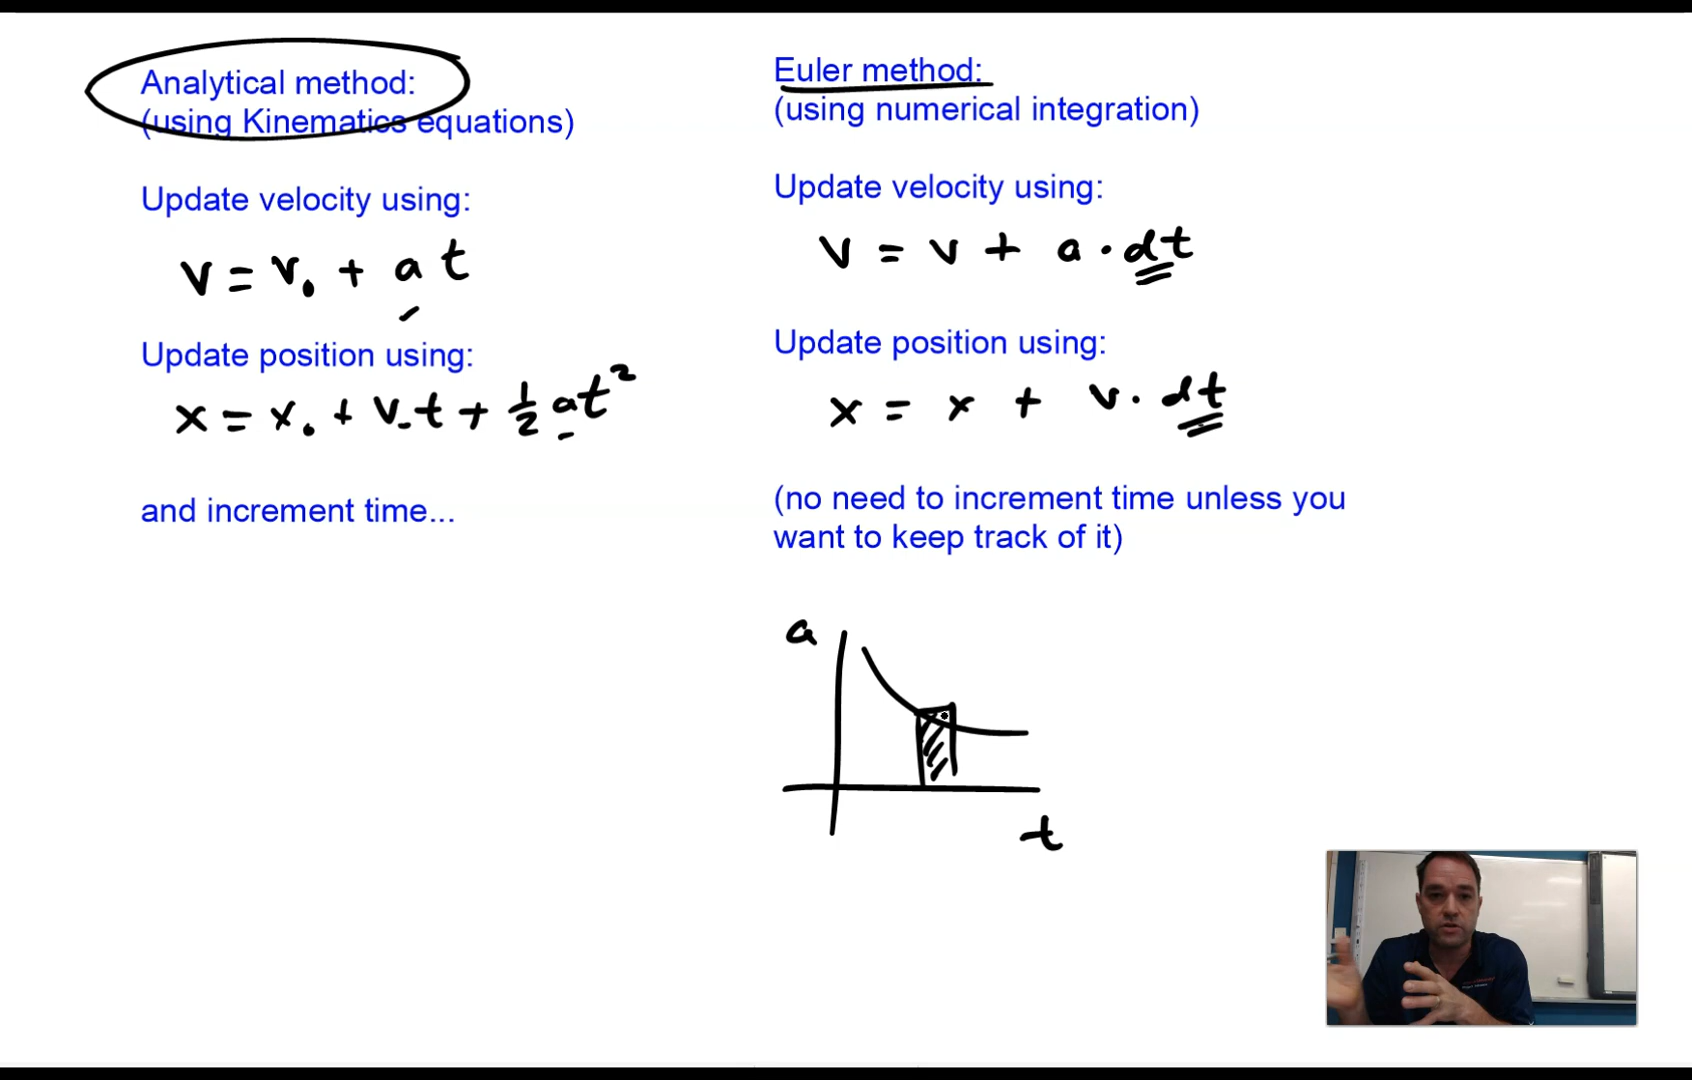 Analytical method:
(using Kinematics equations)
Update velocity using:
v = v₀ + a t
Update position using:
x = x₀ + v₀t + ½ at²
and increment time...
Euler method:
(using numerical integration)
Update velocity using:
v = v + a · dt
Update position using:
x = x + v · dt
(no need to increment time unless you
want to keep track of it)
a
t